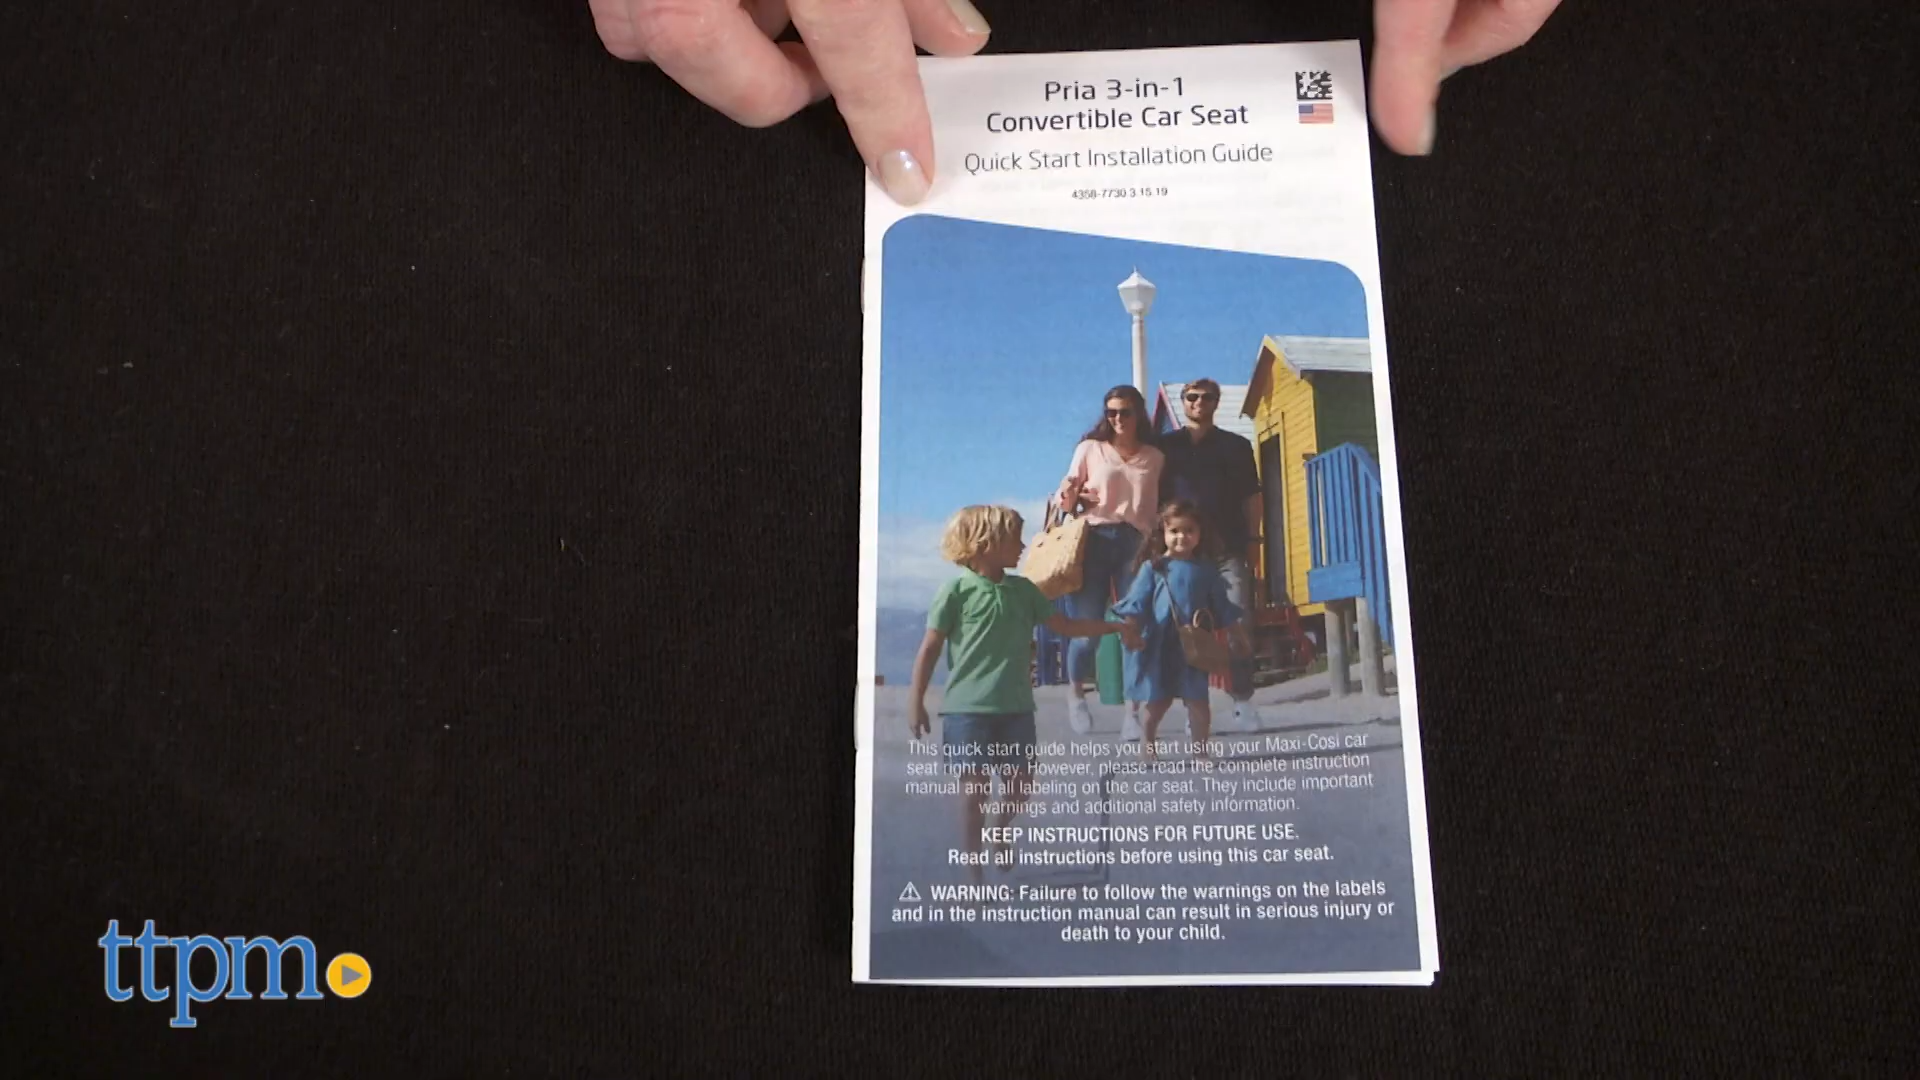 Pria 3-in-1
Convertible Car Seat
Quick Start Installation Guide
4358-7730 3.15.19
This quick start guide helps you start using your Maxi-Cosi car
seat right away. However, please read the complete instruction
manual and all labeling on the car seat. They include important
warnings and additional safety information.
KEEP INSTRUCTIONS FOR FUTURE USE.
Read all instructions before using this car seat.
⚠ WARNING: Failure to follow the warnings on the labels
and in the instruction manual can result in serious injury or
death to your child.
ttpm